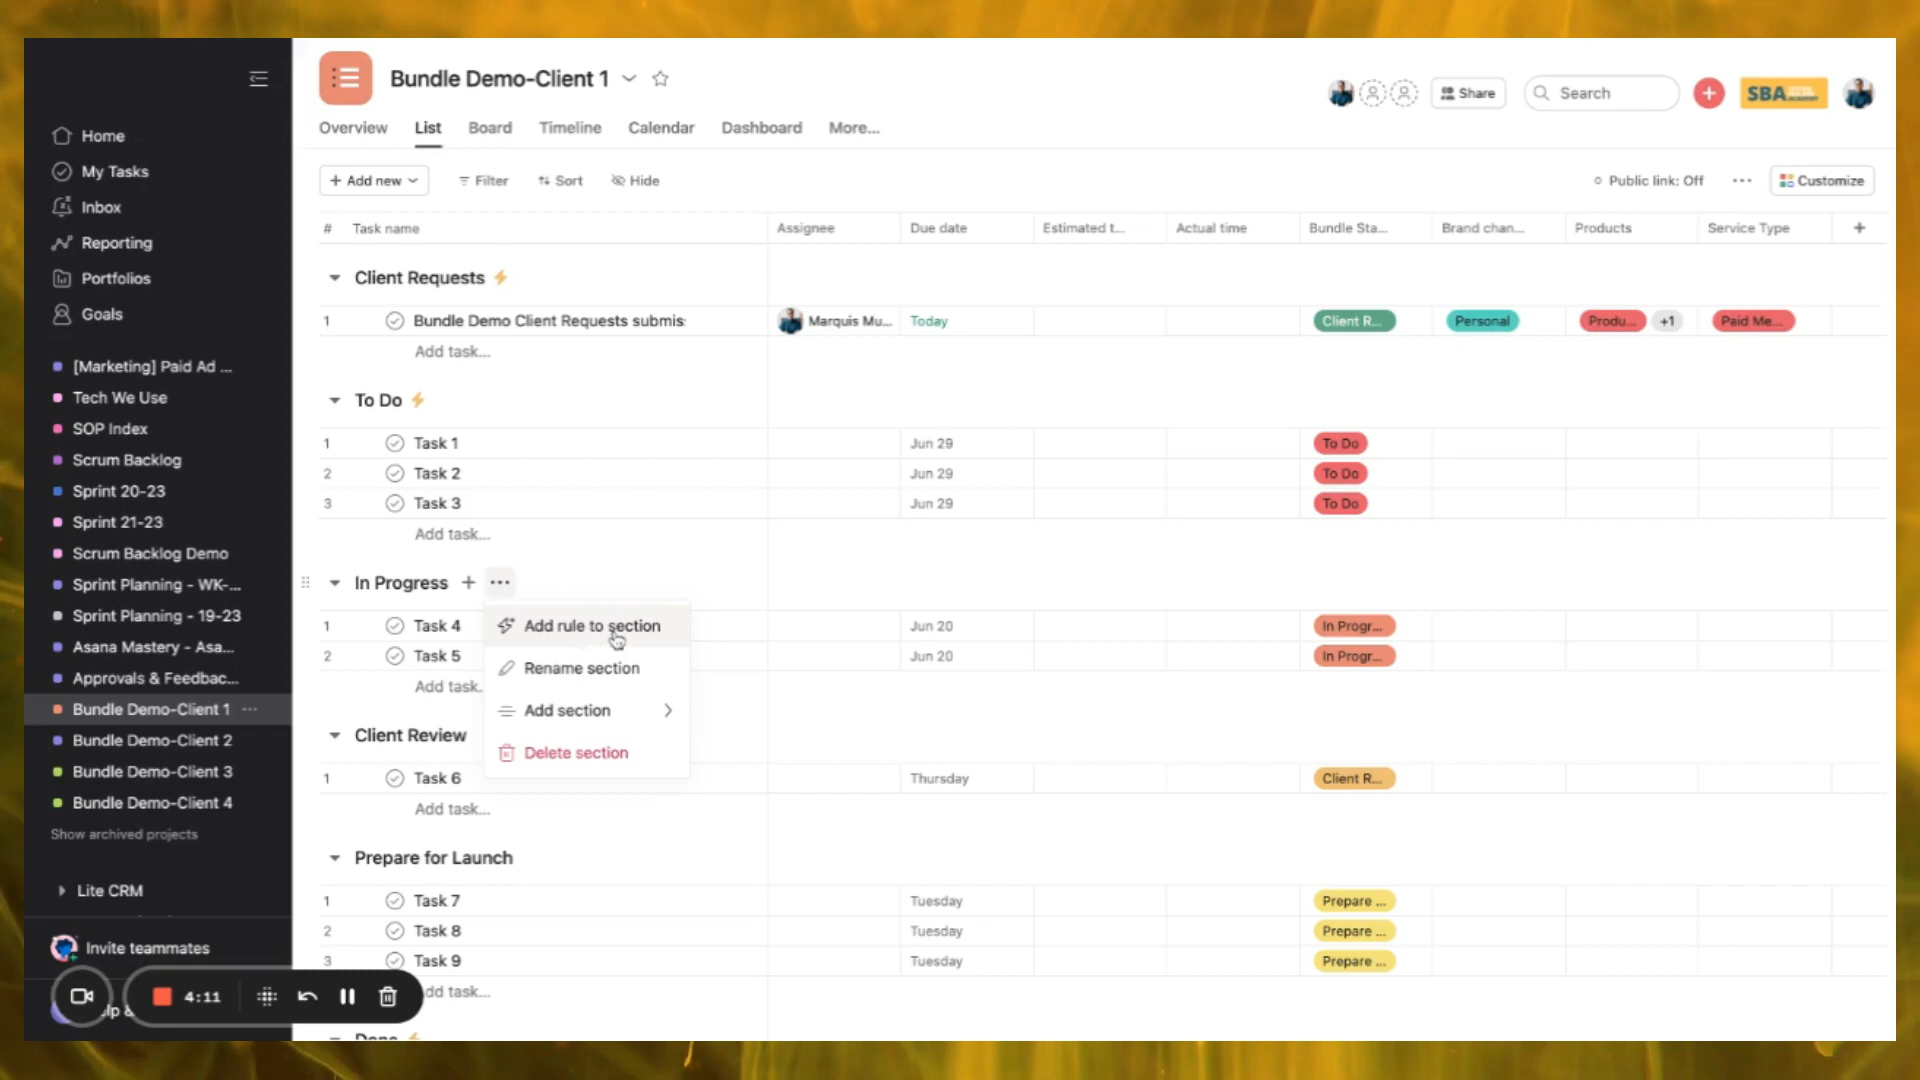 Bundle Demo-Client 1
Share
Search
SBA
ACADEMY
Overview List Board Timeline Calendar Dashboard More...
+ Add new Filter Sort Hide
Public link: Off ... Customize
# Task name Assignee Due date Estimated t... Actual time Bundle Sta... Brand chan... Products Service Type +
Client Requests
1 Bundle Demo Client Requests submis Marquis Mu... Today Client R... Personal Produ... +1 Paid Me...
Add task...
To Do
1 Task 1 Jun 29 To Do
2 Task 2 Jun 29 To Do
3 Task 3 Jun 29 To Do
Add task...
In Progress + ...
1 Task 4 Jun 20 In Progr...
2 Task 5 Jun 20 In Progr...
Add task.
Add rule to section
Rename section
Add section
Delete section
Client Review
1 Task 6 Thursday Client R...
Add task...
Prepare for Launch
1 Task 7 Tuesday Prepare ...
2 Task 8 Tuesday Prepare ...
3 Task 9 Tuesday Prepare ...
dd task...
Home
My Tasks
Inbox
Reporting
Portfolios
Goals
[Marketing] Paid Ad ...
Tech We Use
SOP Index
Scrum Backlog
Sprint 20-23
Sprint 21-23
Scrum Backlog Demo
Sprint Planning - WK-...
Sprint Planning - 19-23
Asana Mastery - Asa...
Approvals & Feedbac...
Bundle Demo-Client 1 ...
Bundle Demo-Client 2
Bundle Demo-Client 3
Bundle Demo-Client 4
Show archived projects
Lite CRM
Invite teammates
lp &
4:11